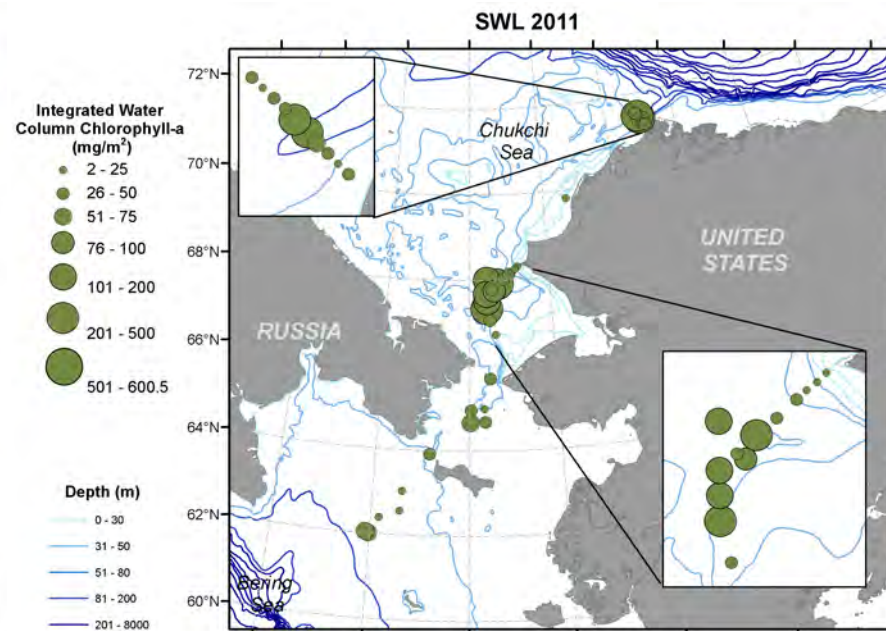 SWL 2011
Integrated Water
Column Chlorophyll-a
(mg/m²)
2 - 25
26 - 50
51 - 75
76 - 100
101 - 200
201 - 500
501 - 600.5
Depth (m)
0 - 30
31 - 50
51 - 80
81 - 200
201 - 8000
72°N
70°N
68°N
66°N
64°N
62°N
60°N
Chukchi
Sea
UNITED
STATES
RUSSIA
Bering
Sea